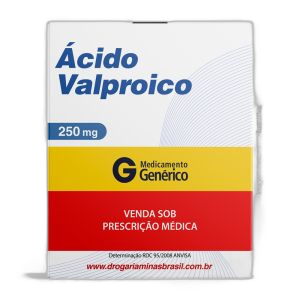 Ácido
Valproico
250 mg
G Medicamento
Genérico
VENDA SOB
PRESCRIÇÃO MÉDICA
Determinação RDC 95/2008 ANVISA
www.drogariaminasbrasil.com.br